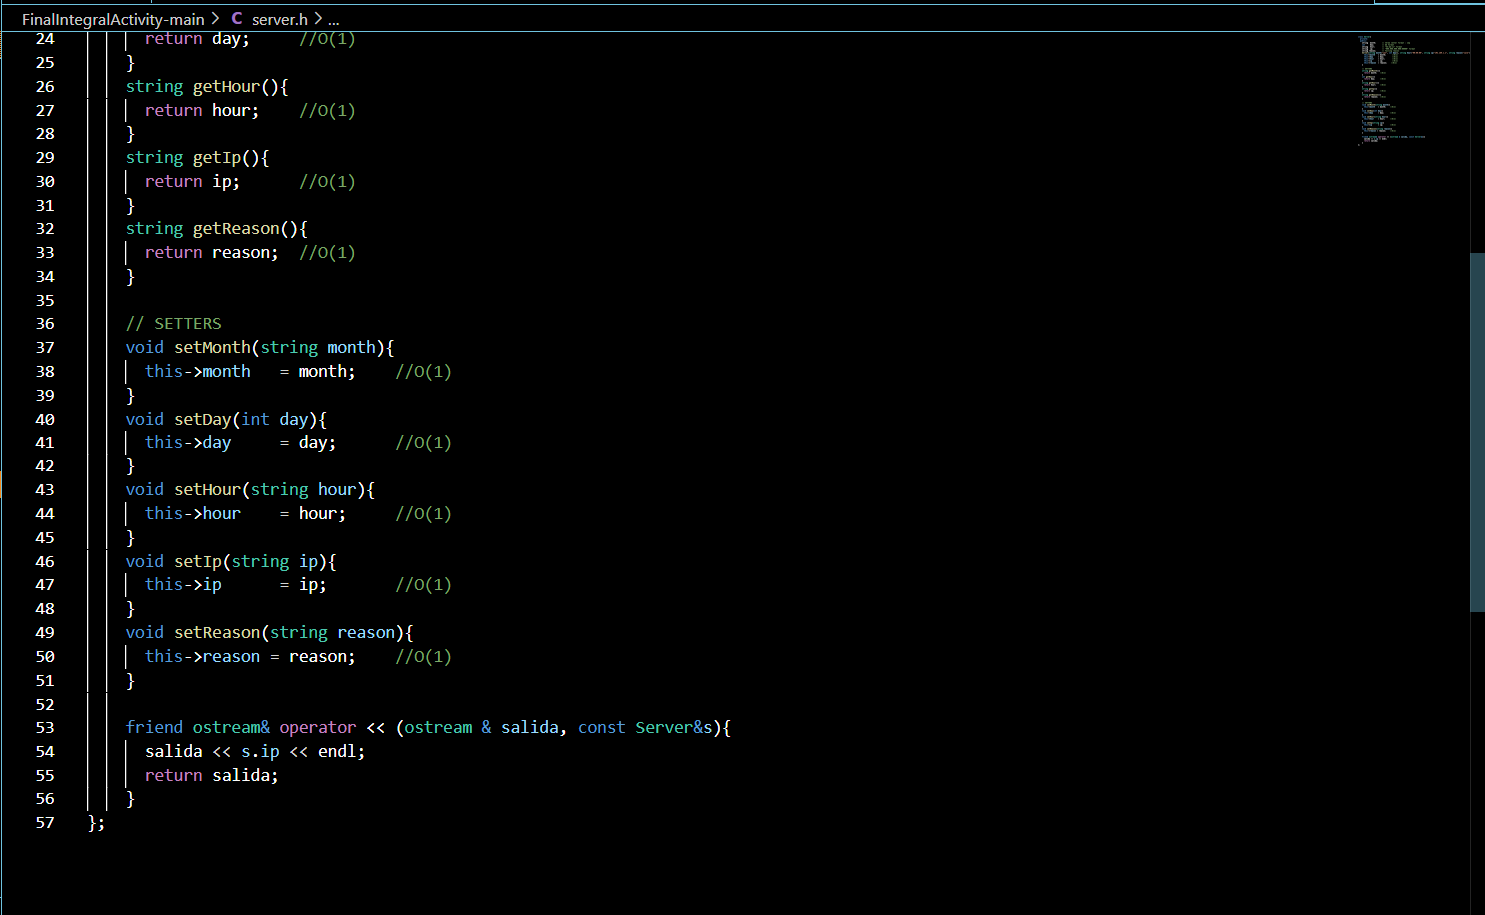 FinalIntegralActivity-main > C server.h > ...
24 return day; //O(1)
25 }
26 string getHour(){
27 return hour; //O(1)
28 }
29 string getIp(){
30 return ip; //O(1)
31 }
32 string getReason(){
33 return reason; //O(1)
34 }
35
36 // SETTERS
37 void setMonth(string month){
38 this->month = month; //O(1)
39 }
40 void setDay(int day){
41 this->day = day; //O(1)
42 }
43 void setHour(string hour){
44 this->hour = hour; //O(1)
45 }
46 void setIp(string ip){
47 this->ip = ip; //O(1)
48 }
49 void setReason(string reason){
50 this->reason = reason; //O(1)
51 }
52
53 friend ostream& operator << (ostream & salida, const Server&s){
54 salida << s.ip << endl;
55 return salida;
56 }
57 };